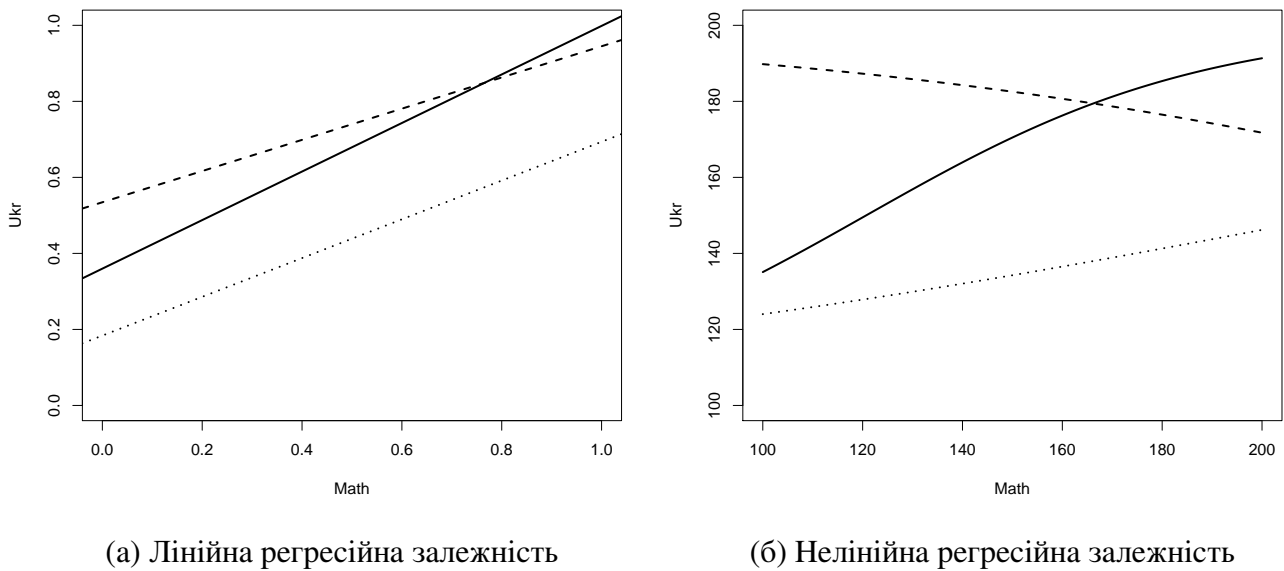 0.0 0.2 0.4 0.6 0.8 1.0
Ukr
0.0 0.2 0.4 0.6 0.8 1.0
Math
(а) Лінійна регресійна залежність
100 120 140 160 180 200
Ukr
100 120 140 160 180 200
Math
(б) Нелінійна регресійна залежність